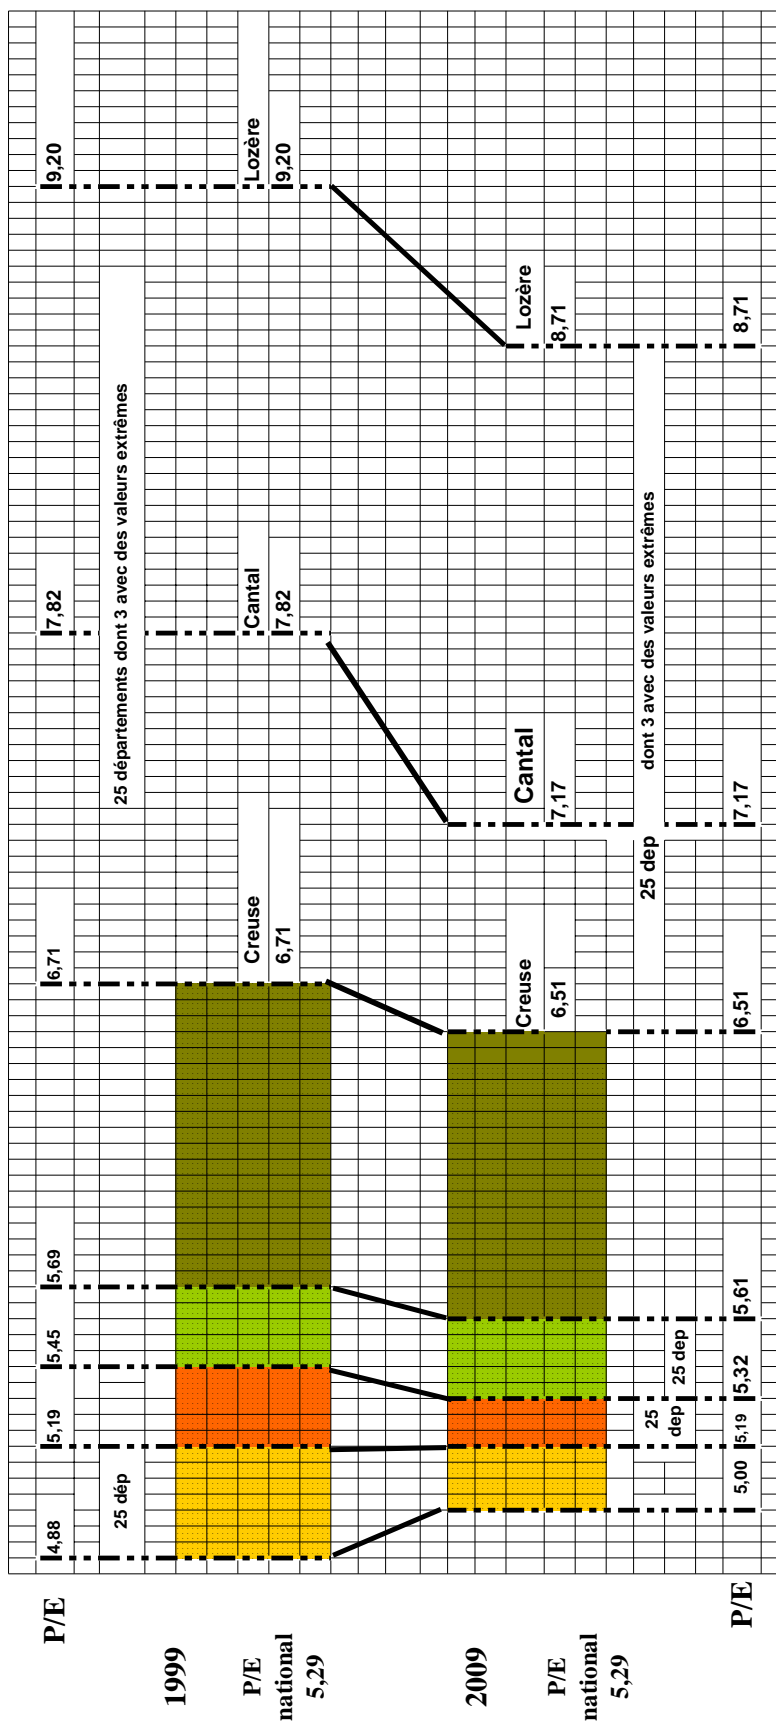 P/E
4,88
5,19
5,45
5,69
6,71
7,82
9,20
25 dép
25 départements dont 3 avec des valeurs extrêmes
1999
P/E
national
5,29
Creuse
6,71
Cantal
7,82
Lozère
9,20
2009
P/E
national
5,29
Creuse
6,51
Cantal
7,17
Lozère
8,71
25
dep
25 dep
25 dep
dont 3 avec des valeurs extrêmes
P/E
5,00
5,19
5,32
5,61
6,51
7,17
8,71